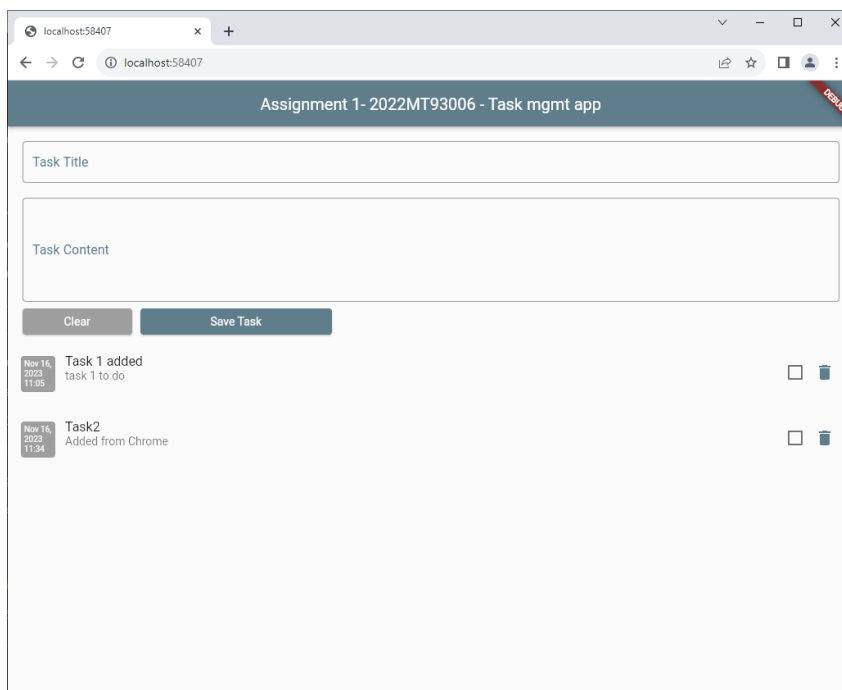 localhost:58407
localhost:58407
Assignment 1- 2022MT93006 - Task mgmt app
DEBUG
Task Title
Task Content
Clear
Save Task
Nov 16,
2023
11:05
Task 1 added
task 1 to do
Nov 16,
2023
11:34
Task2
Added from Chrome